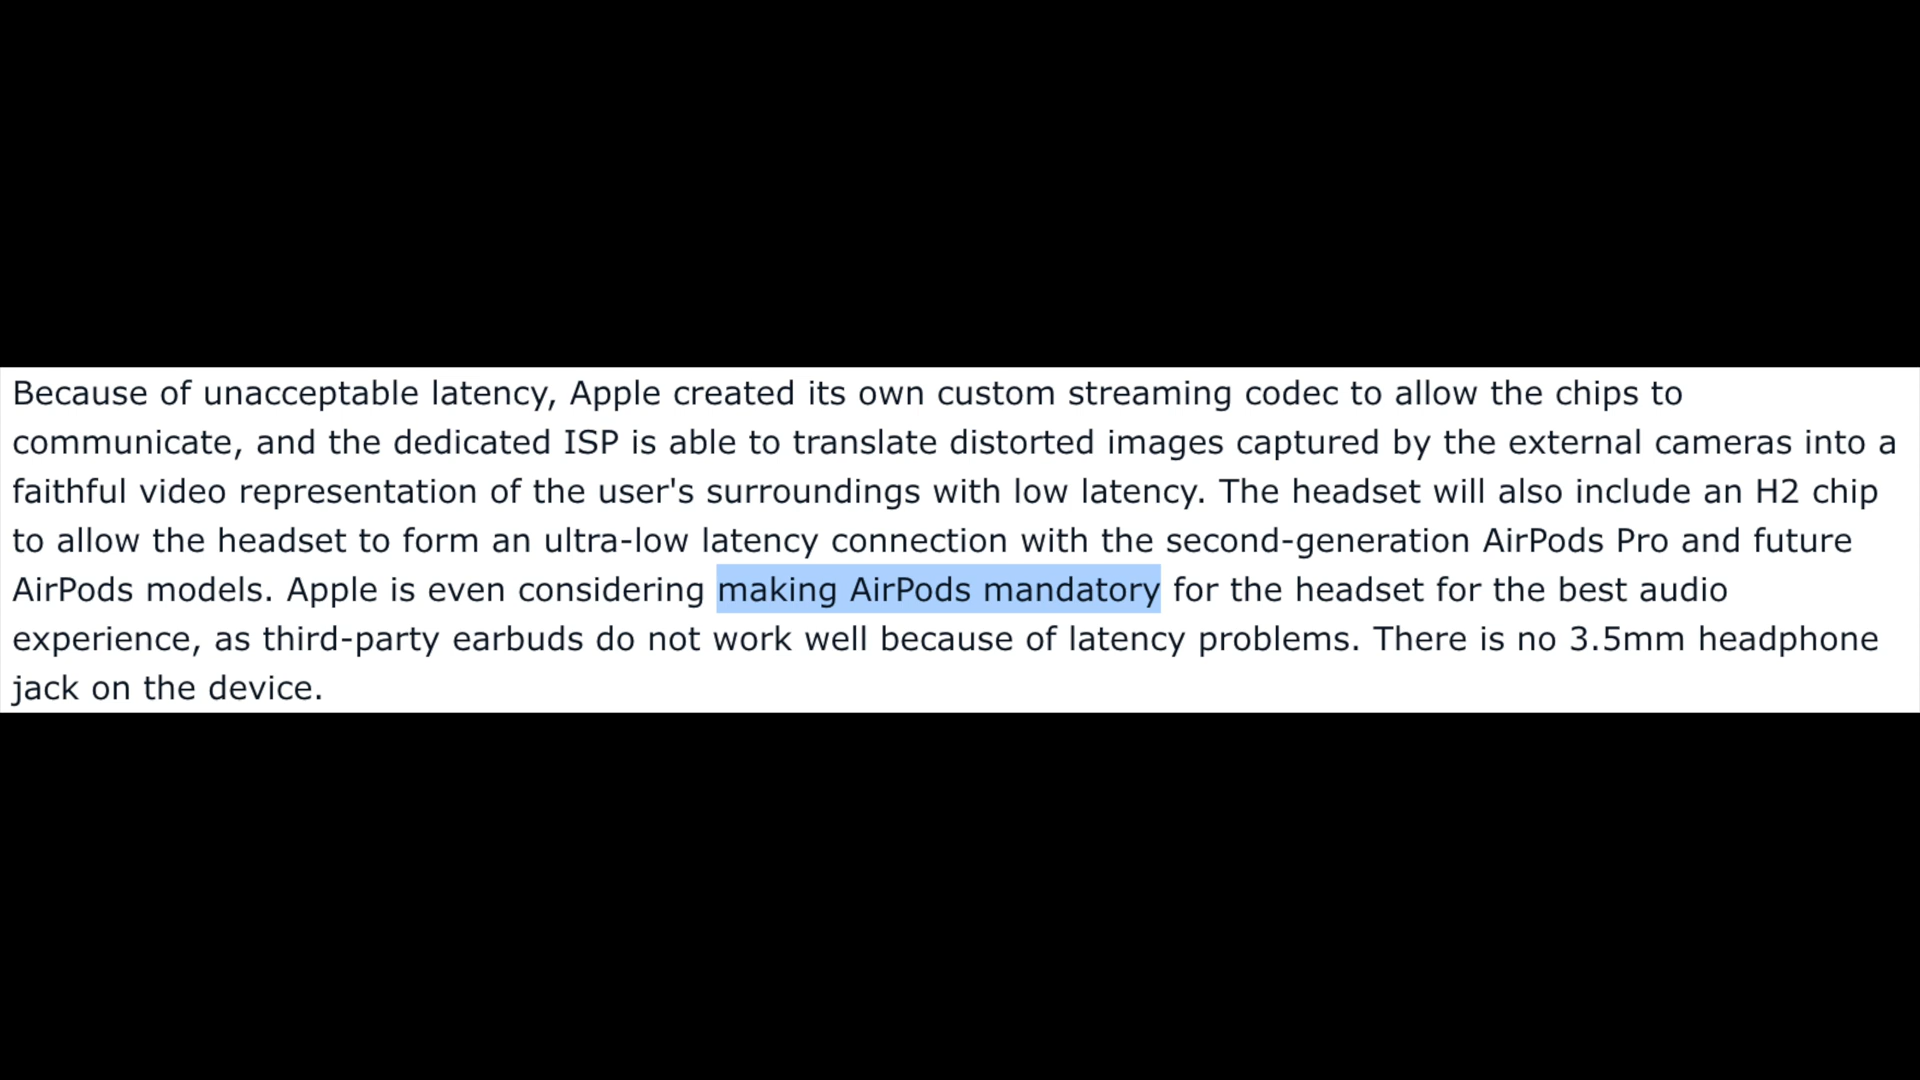 Because of unacceptable latency, Apple created its own custom streaming codec to allow the chips to
communicate, and the dedicated ISP is able to translate distorted images captured by the external cameras into a
faithful video representation of the user's surroundings with low latency. The headset will also include an H2 chip
to allow the headset to form an ultra-low latency connection with the second-generation AirPods Pro and future
AirPods models. Apple is even considering making AirPods mandatory for the headset for the best audio
experience, as third-party earbuds do not work well because of latency problems. There is no 3.5mm headphone
jack on the device.